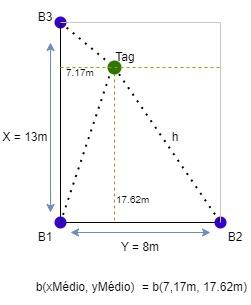 B3
Tag
7.17m
X = 13m
h
17.62m
B1
B2
Y = 8m
b(xMédio, yMédio) = b(7,17m, 17.62m)